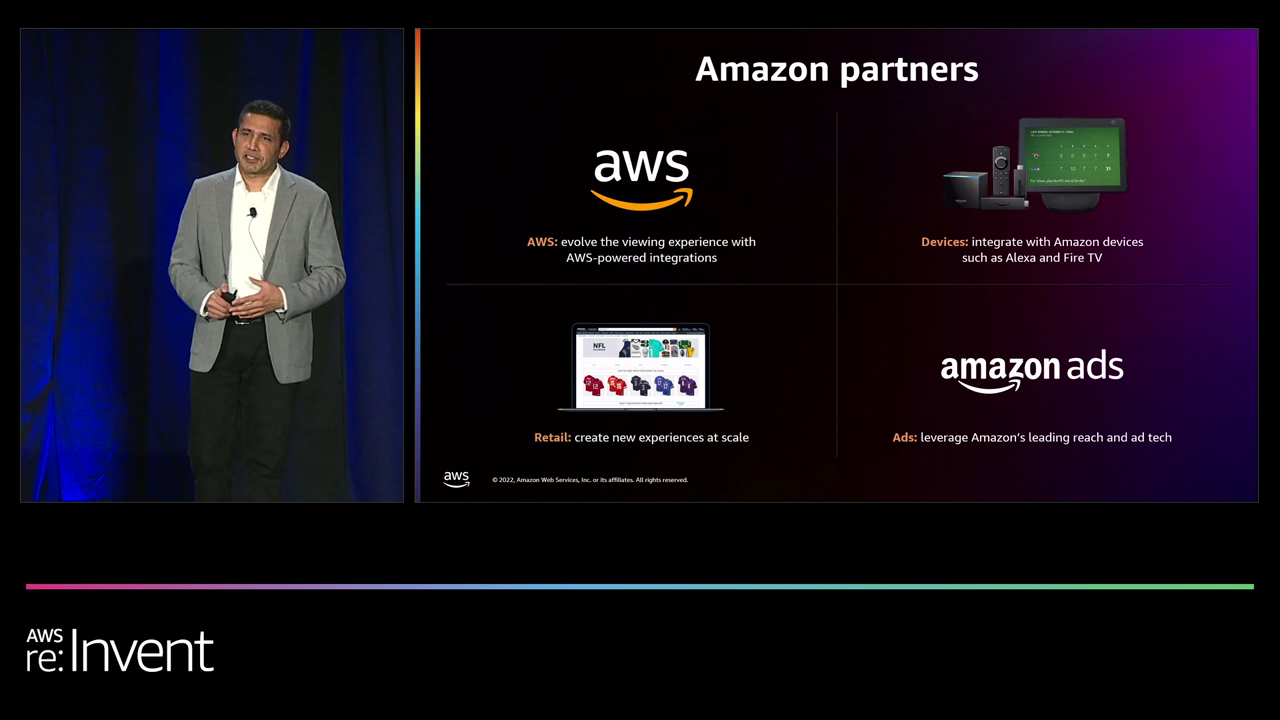 Amazon partners
aws
AWS: evolve the viewing experience with
AWS-powered integrations
Devices: integrate with Amazon devices
such as Alexa and Fire TV
NFL
Retail: create new experiences at scale
amazon ads
Ads: leverage Amazon's leading reach and ad tech
aws
© 2022, Amazon Web Services, Inc. or its affiliates. All rights reserved.
AWS
re:Invent